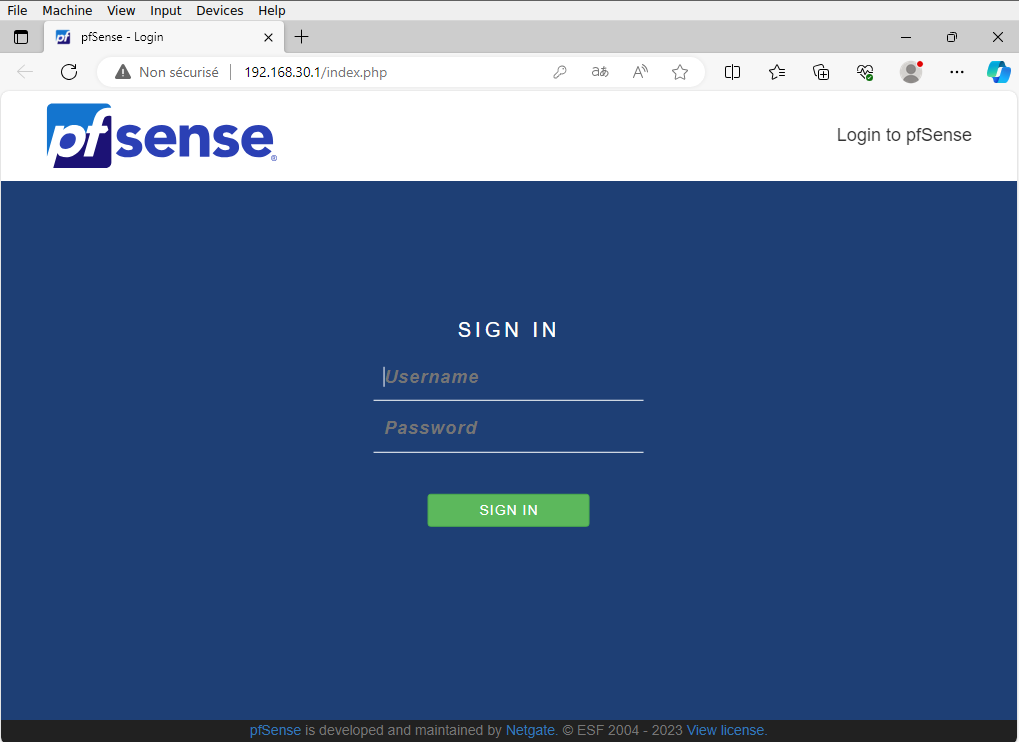 File Machine View Input Devices Help
pf pfSense - Login
Non sécurisé 192.168.30.1/index.php
pfsense® Login to pfSense
SIGN IN
Username
Password
SIGN IN
pfSense is developed and maintained by Netgate. © ESF 2004 - 2023 View license.